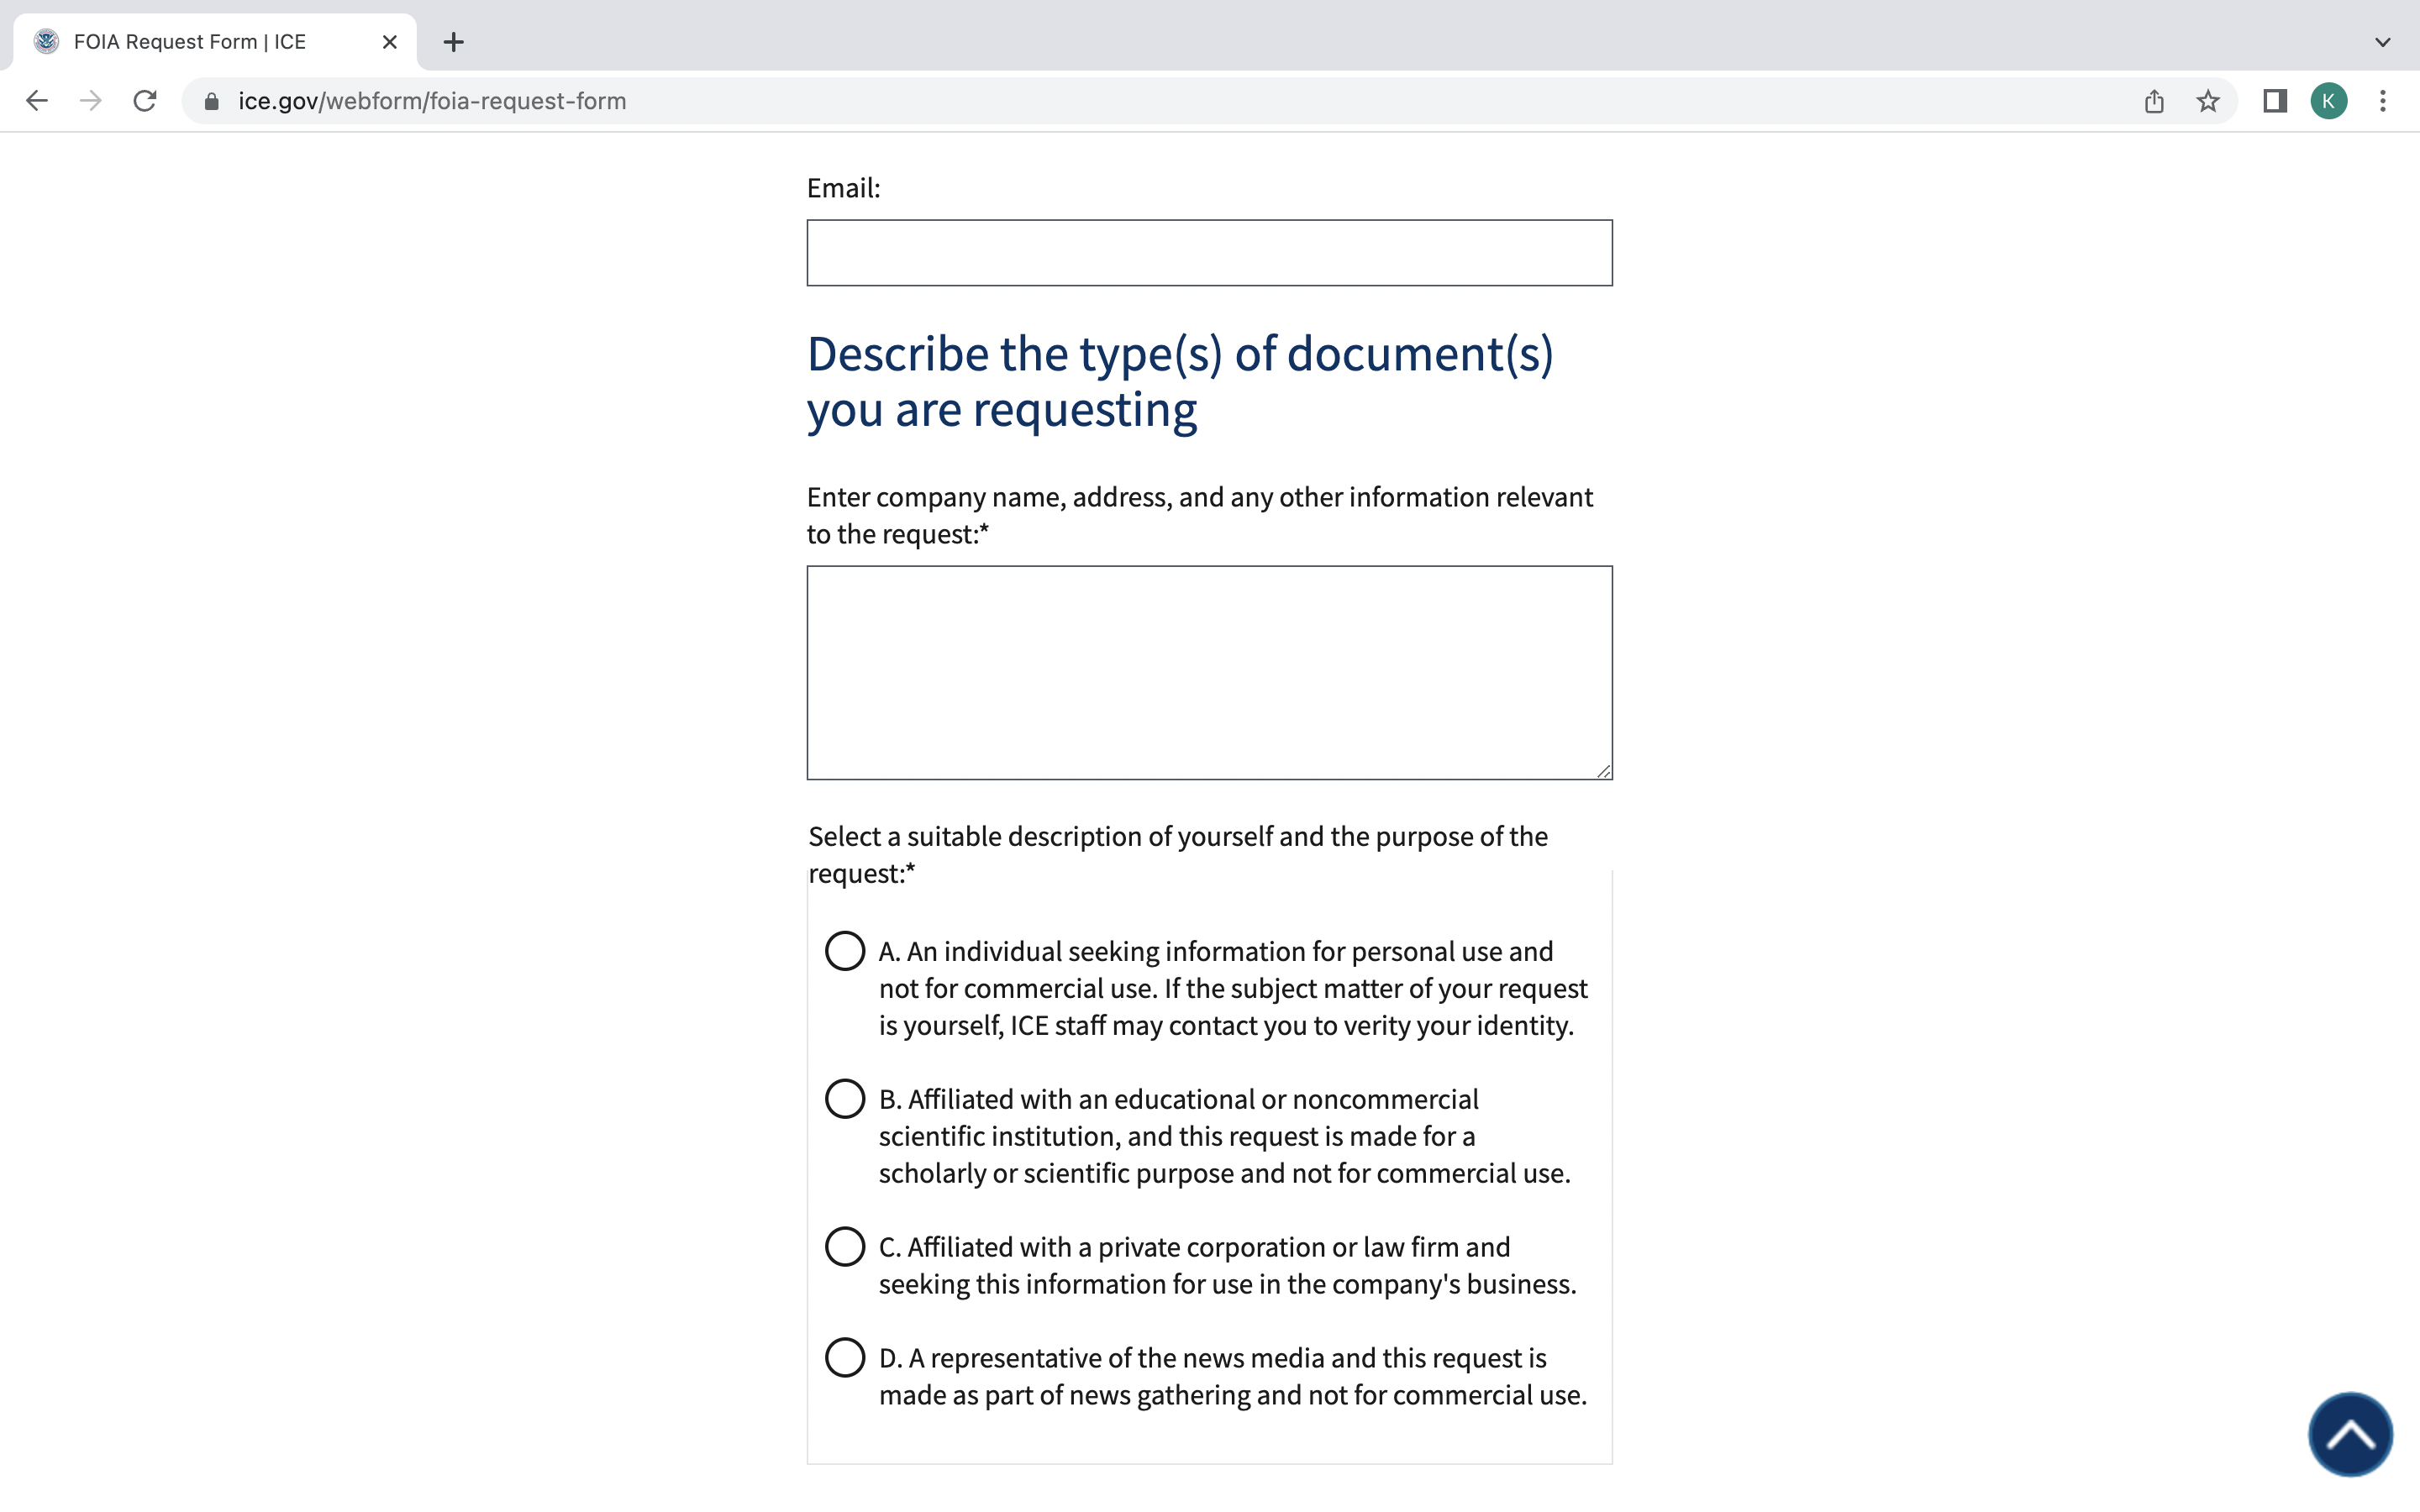 FOIA Request Form | ICE
ice.gov/webform/foia-request-form
K
Email:
Describe the type(s) of document(s)
you are requesting
Enter company name, address, and any other information relevant
to the request:*
Select a suitable description of yourself and the purpose of the
request:*
A. An individual seeking information for personal use and
not for commercial use. If the subject matter of your request
is yourself, ICE staff may contact you to verity your identity.
B. Affiliated with an educational or noncommercial
scientific institution, and this request is made for a
scholarly or scientific purpose and not for commercial use.
C. Affiliated with a private corporation or law firm and
seeking this information for use in the company's business.
D. A representative of the news media and this request is
made as part of news gathering and not for commercial use.